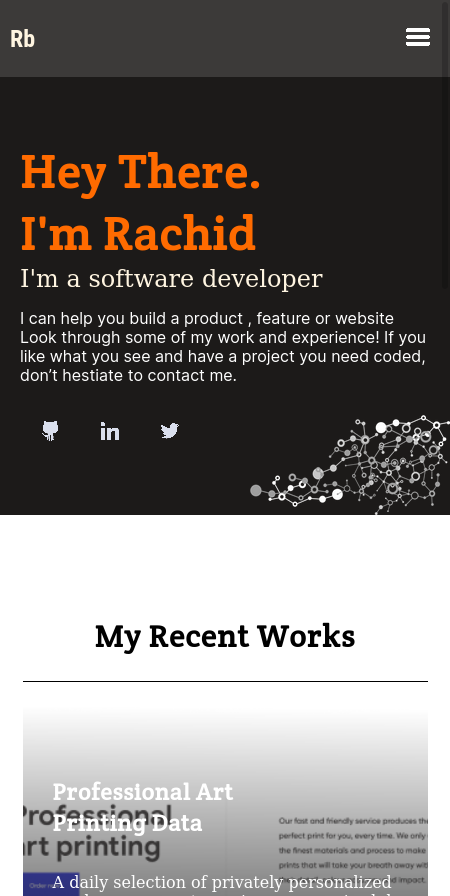 Rb
Hey There.
I'm Rachid
I'm a software developer
I can help you build a product , feature or website
Look through some of my work and experience! If you
like what you see and have a project you need coded,
don’t hestiate to contact me.
My Recent Works
Professional Art
Printing Data
Professional
art printing
Our fast and friendly service produces the
perfect print for you, every time. We only
the finest materials and process to make
prints that will take your breath away with
and impact.
Order now
A daily selection of privately personalized